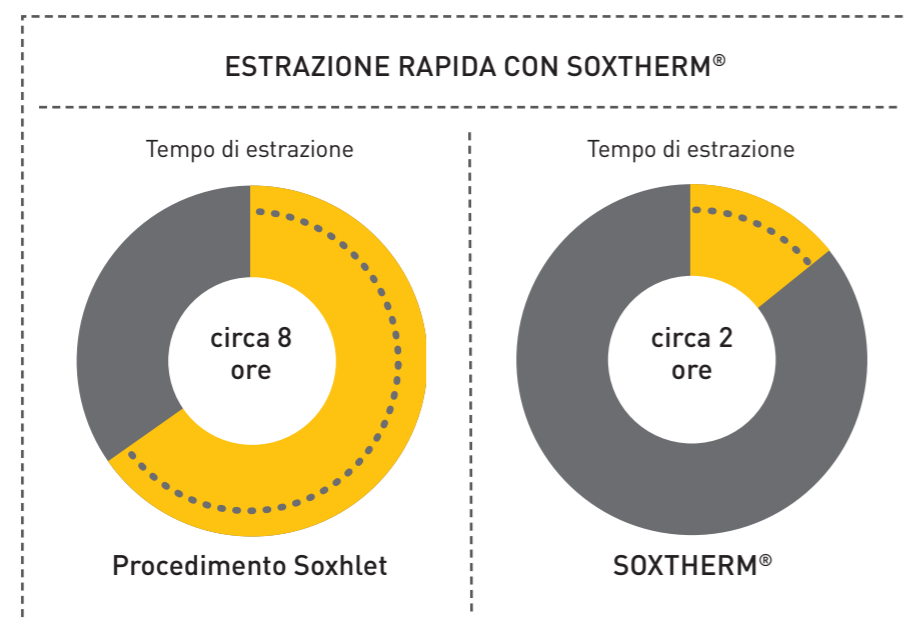 ESTRAZIONE RAPIDA CON SOXTHERM®
Tempo di estrazione
circa 8
ore
Procedimento Soxhlet
Tempo di estrazione
circa 2
ore
SOXTHERM®